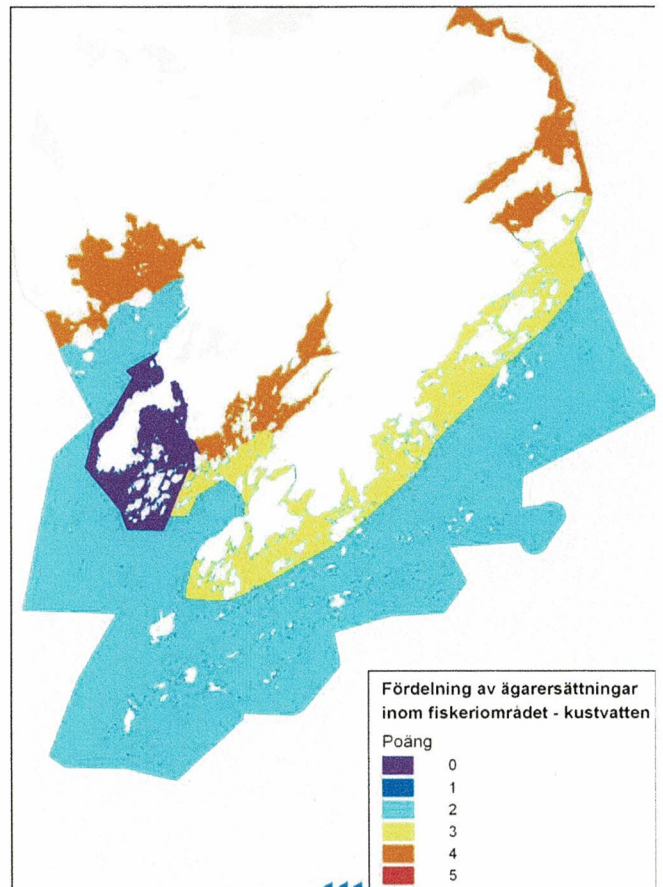 Fördelning av ägarersättningar
inom fiskeriområdet - kustvatten
Poäng
0
1
2
3
4
5